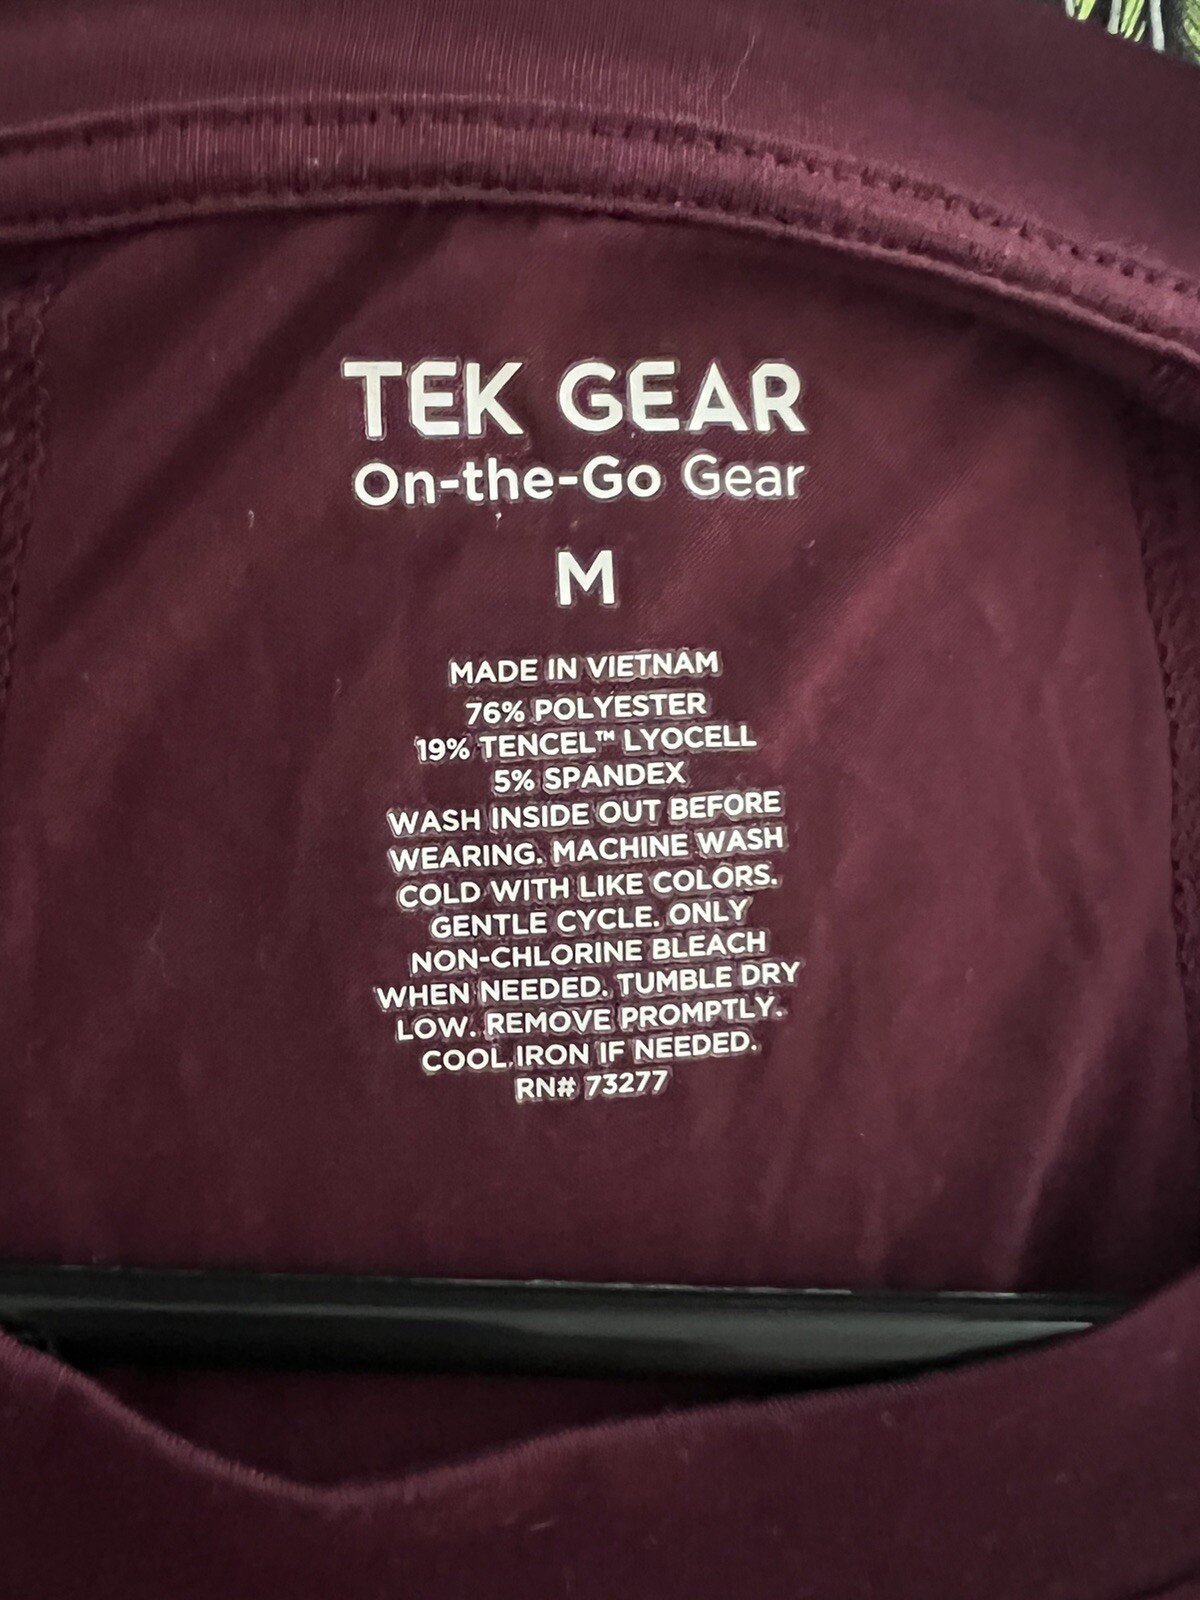 TEK GEAR
On-the-Go Gear
M
MADE IN VIETNAM
76% POLYESTER
19% TENCEL™ LYOCELL
5% SPANDEX
WASH INSIDE OUT BEFORE
WEARING. MACHINE WASH
COLD WITH LIKE COLORS.
GENTLE CYCLE. ONLY
NON-CHLORINE BLEACH
WHEN NEEDED. TUMBLE DRY
LOW. REMOVE PROMPTLY.
COOL IRON IF NEEDED.
RN# 73277